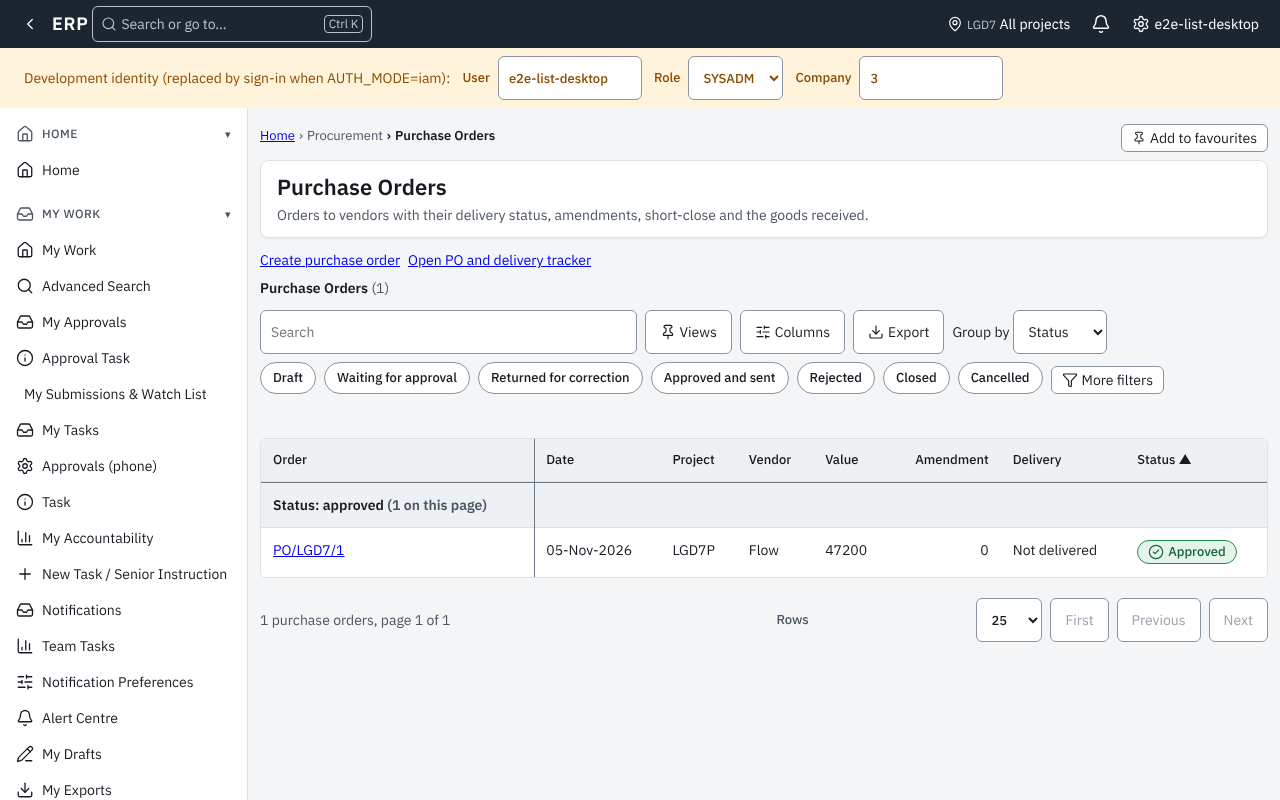 ERP Search or go to... Ctrl K LGD7 All projects e2e-list-desktop
Development identity (replaced by sign-in when AUTH_MODE=iam): User e2e-list-desktop Role SYSADM Company 3
HOME
Home
MY WORK
My Work
Advanced Search
My Approvals
Approval Task
My Submissions & Watch List
My Tasks
Approvals (phone)
Task
My Accountability
New Task / Senior Instruction
Notifications
Team Tasks
Notification Preferences
Alert Centre
My Drafts
My Exports
Home › Procurement › Purchase Orders Add to favourites
Purchase Orders
Orders to vendors with their delivery status, amendments, short-close and the goods received.
Create purchase order Open PO and delivery tracker
Purchase Orders (1)
Search Views Columns Export Group by Status
Draft Waiting for approval Returned for correction Approved and sent Rejected Closed Cancelled More filters
Order Date Project Vendor Value Amendment Delivery Status ▲
Status: approved (1 on this page)
PO/LGD7/1 05-Nov-2026 LGD7P Flow 47200 0 Not delivered Approved
1 purchase orders, page 1 of 1 Rows 25 First Previous Next